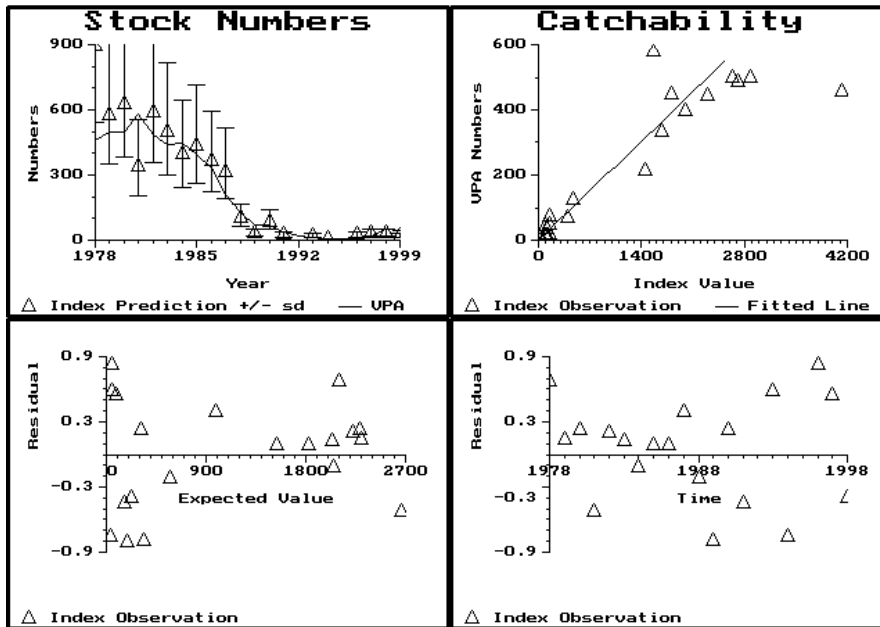 Stock Numbers
900
600
300
0
Numbers
1978 1985 1992 1999
Year
△ Index Prediction +/- sd — VPA
Catchability
600
400
200
0
VPA Numbers
0 1400 2800 4200
Index Value
△ Index Observation — Fitted Line
0.9
0.3
-0.3
-0.9
Residual
0 900 1800 2700
Expected Value
△ Index Observation
0.9
0.3
-0.3
-0.9
Residual
1978 1988 1998
Time
△ Index Observation